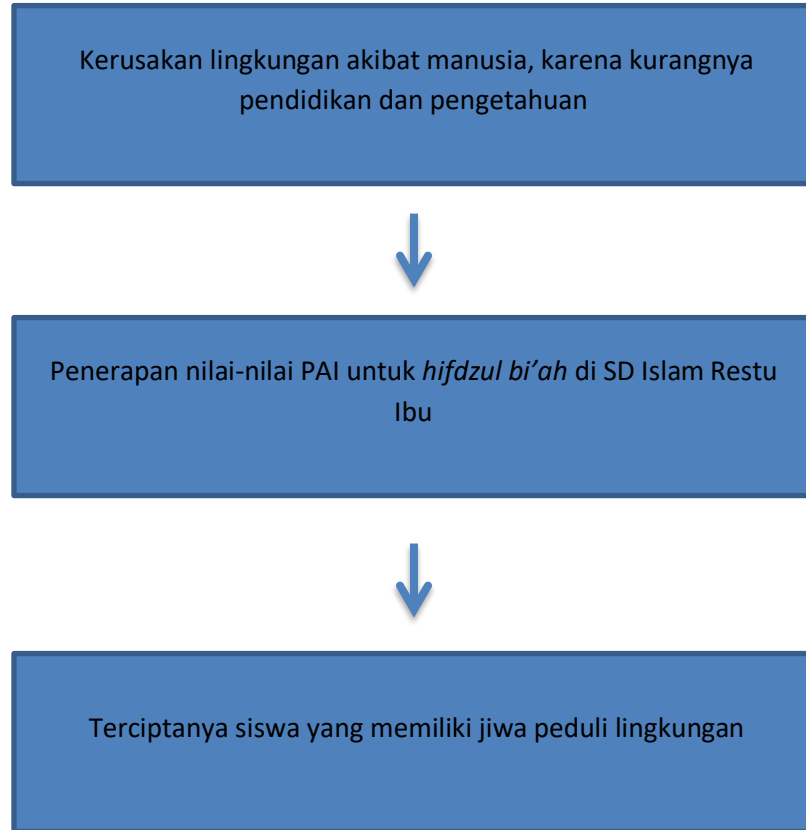 Kerusakan lingkungan akibat manusia, karena kurangnya
pendidikan dan pengetahuan
Penerapan nilai-nilai PAI untuk hifdzul bi’ah di SD Islam Restu
Ibu
Terciptanya siswa yang memiliki jiwa peduli lingkungan